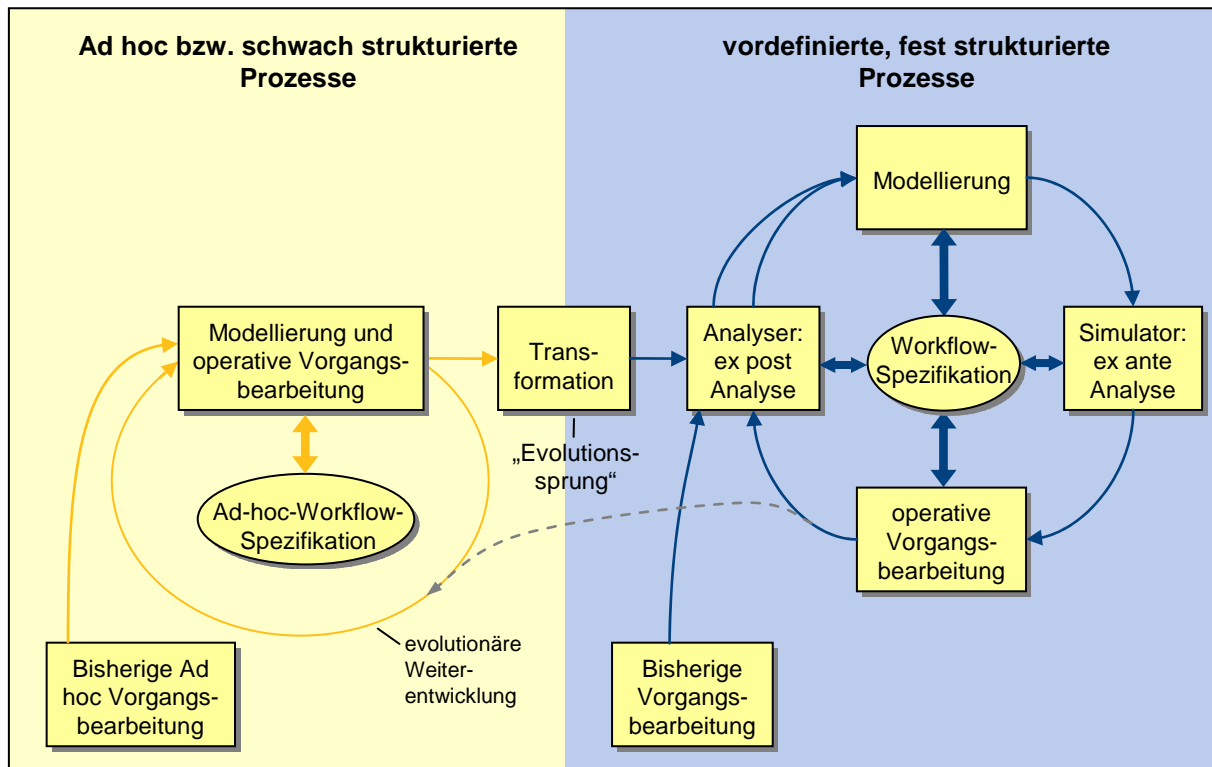 Ad hoc bzw. schwach strukturierte
Prozesse
vordefinierte, fest strukturierte
Prozesse
Modellierung
Modellierung und
operative Vorgangs-
bearbeitung
Trans-
formation
Analyser:
ex post
Analyse
Workflow-
Spezifikation
Simulator:
ex ante
Analyse
„Evolutions-
sprung“
Ad-hoc-Workflow-
Spezifikation
operative
Vorgangs-
bearbeitung
evolutionäre
Weiter-
entwicklung
Bisherige Ad
hoc Vorgangs-
bearbeitung
Bisherige
Vorgangs-
bearbeitung